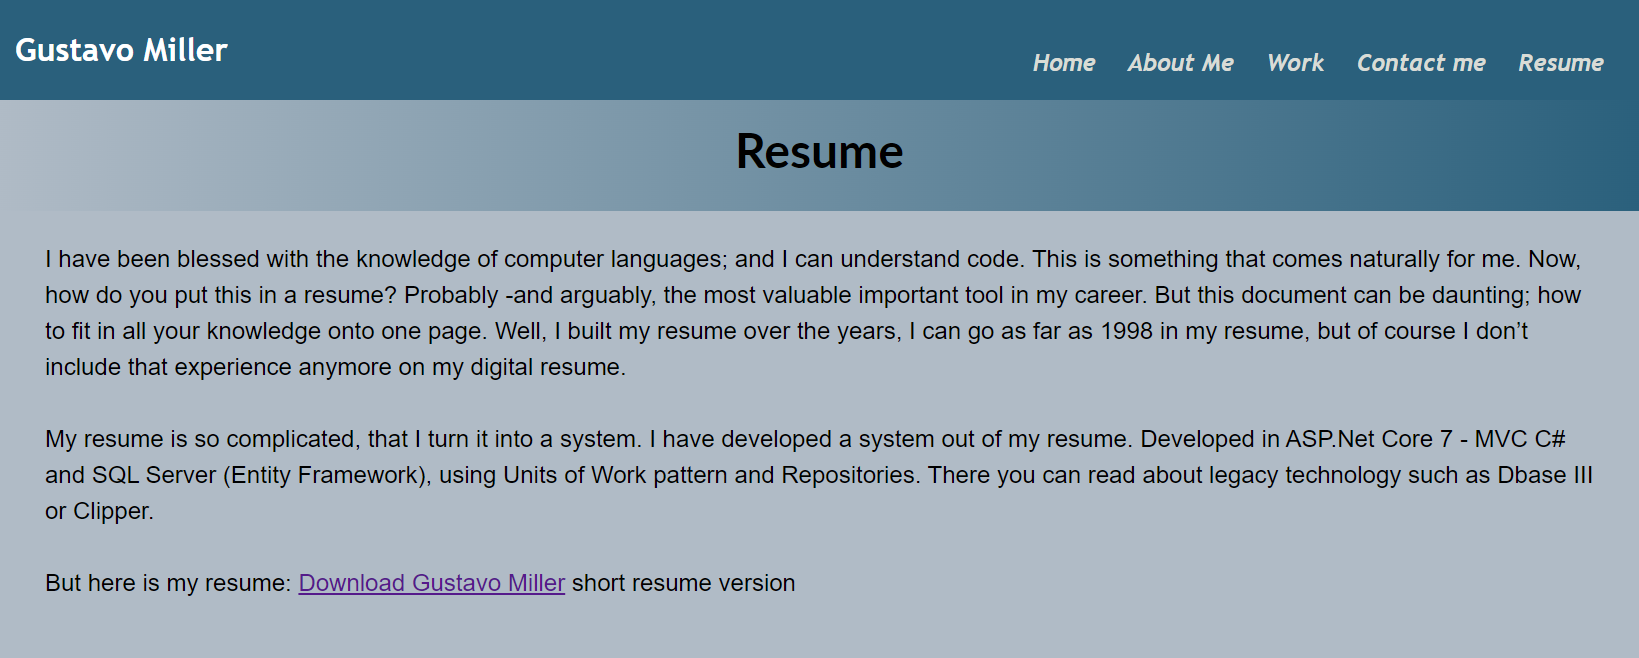 Gustavo Miller
Home About Me Work Contact me Resume
Resume
I have been blessed with the knowledge of computer languages; and I can understand code. This is something that comes naturally for me. Now,
how do you put this in a resume? Probably -and arguably, the most valuable important tool in my career. But this document can be daunting; how
to fit in all your knowledge onto one page. Well, I built my resume over the years, I can go as far as 1998 in my resume, but of course I don’t
include that experience anymore on my digital resume.
My resume is so complicated, that I turn it into a system. I have developed a system out of my resume. Developed in ASP.Net Core 7 - MVC C#
and SQL Server (Entity Framework), using Units of Work pattern and Repositories. There you can read about legacy technology such as Dbase III
or Clipper.
But here is my resume: Download Gustavo Miller short resume version